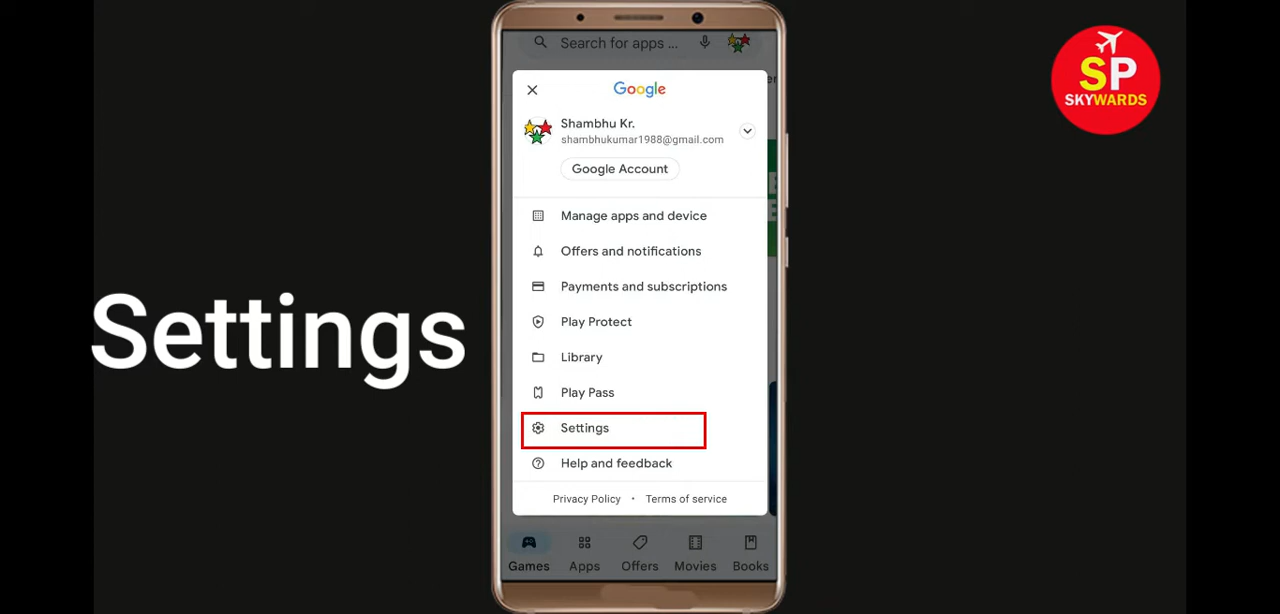 Search for apps ...
Google
Shambhu Kr.
shambhukumar1988@gmail.com
Google Account
Manage apps and device
Offers and notifications
Payments and subscriptions
Play Protect
Library
Play Pass
Settings
Help and feedback
Privacy Policy • Terms of service
Games Apps Offers Movies Books
Settings
SP
SKYWARDS